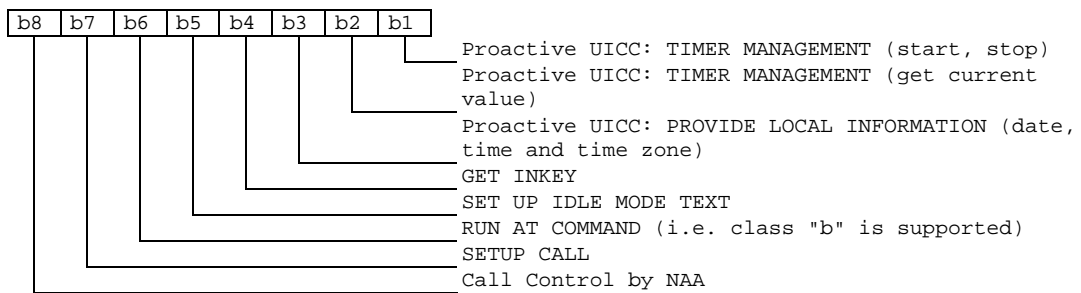 b8 b7 b6 b5 b4 b3 b2 b1
Proactive UICC: TIMER MANAGEMENT (start, stop)
Proactive UICC: TIMER MANAGEMENT (get current
value)
Proactive UICC: PROVIDE LOCAL INFORMATION (date,
time and time zone)
GET INKEY
SET UP IDLE MODE TEXT
RUN AT COMMAND (i.e. class "b" is supported)
SETUP CALL
Call Control by NAA